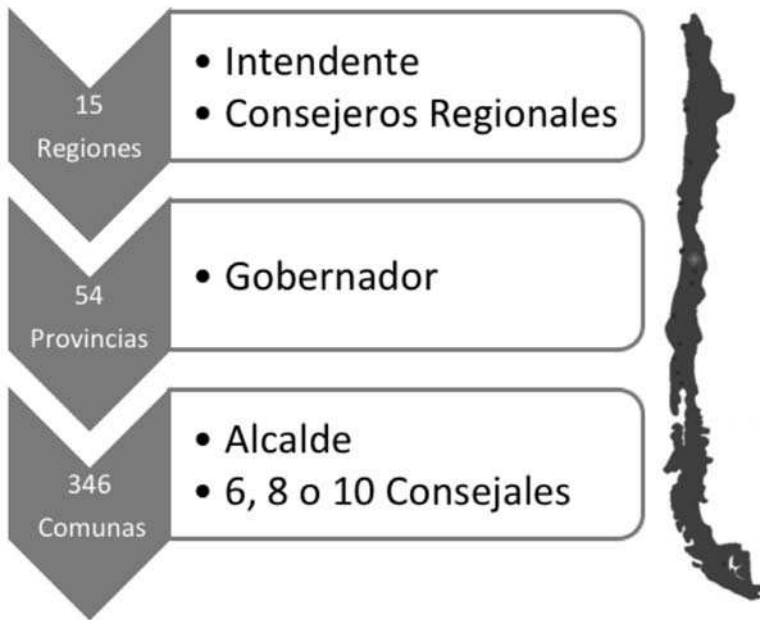 15
Regiones
• Intendente
• Consejeros Regionales
54
Provincias
• Gobernador
346
Comunas
• Alcalde
• 6, 8 o 10 Consejales